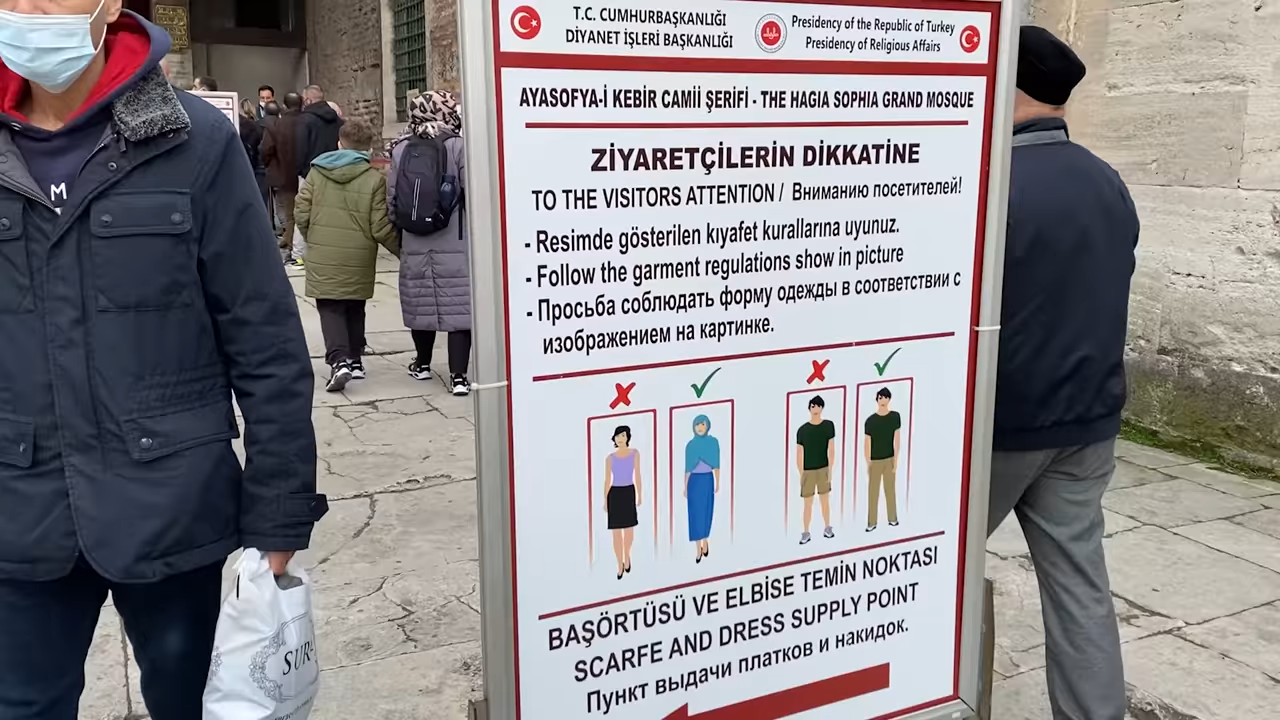 T.C. CUMHURBAŞKANLIĞI
DİYANET İŞLERİ BAŞKANLIĞI
Presidency of the Republic of Turkey
Presidency of Religious Affairs
AYASOFYA-İ KEBİR CAMİİ ŞERİFİ - THE HAGIA SOPHIA GRAND MOSQUE
ZİYARETÇİLERİN DİKKATİNE
TO THE VISITORS ATTENTION / Вниманию посетителей!
- Resimde gösterilen kıyafet kurallarına uyunuz.
- Follow the garment regulations show in picture
- Просьба соблюдать форму одежды в соответствии с
изображением на картинке.
BAŞÖRTÜSÜ VE ELBİSE TEMİN NOKTASI
SCARFE AND DRESS SUPPLY POINT
Пункт выдачи платков и накидок.
M
SUR